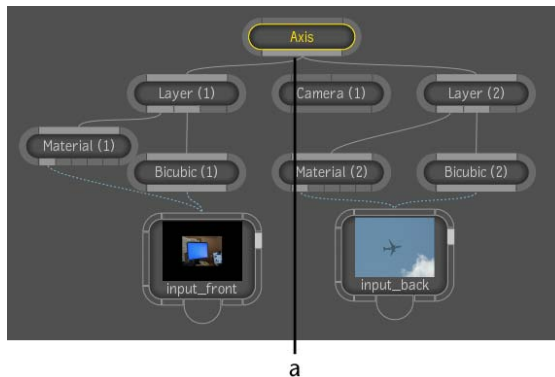 Axis
Layer (1)
Camera (1)
Layer (2)
Material (1)
Bicubic (1)
Material (2)
Bicubic (2)
input_front
input_back
a